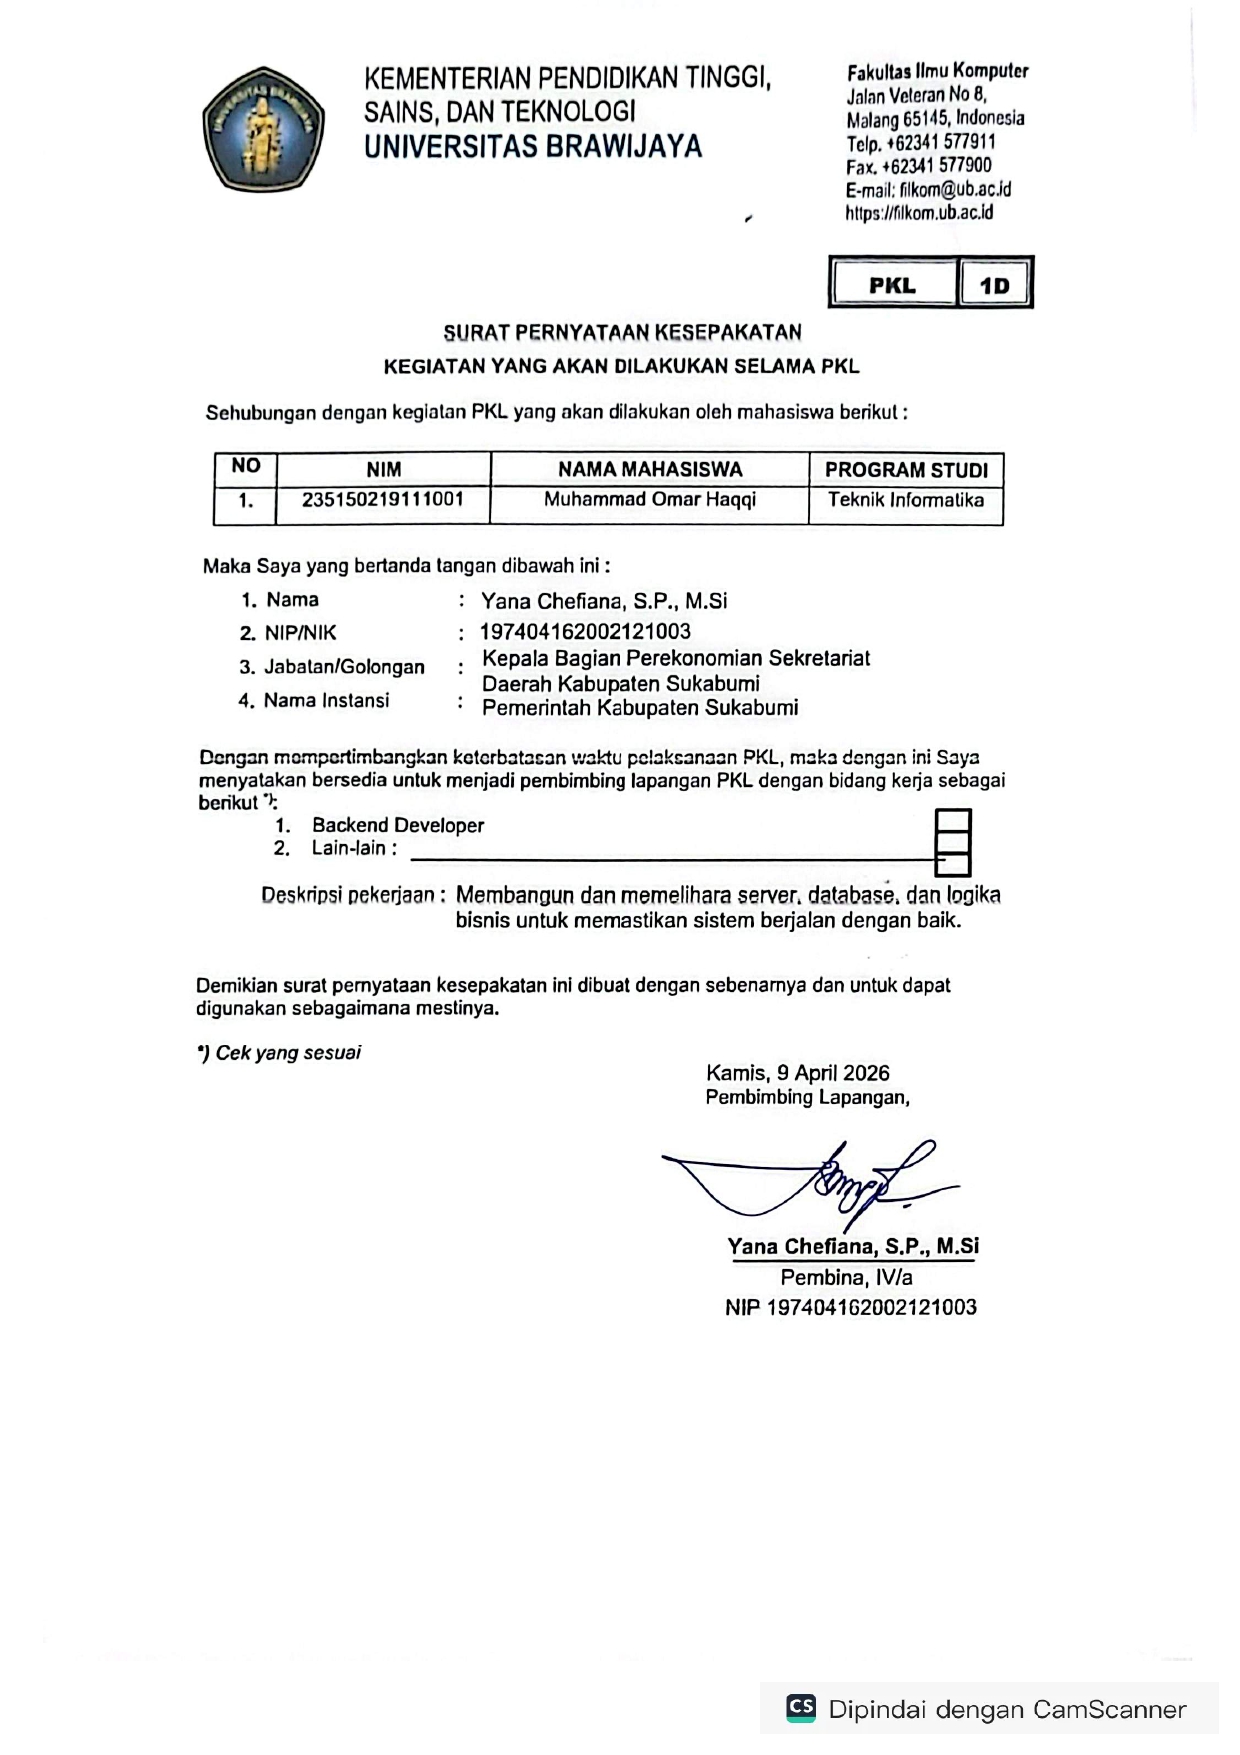 UNIVERSITAS BRAWIJAYA
KEMENTERIAN PENDIDIKAN TINGGI,
SAINS, DAN TEKNOLOGI
UNIVERSITAS BRAWIJAYA
Fakultas Ilmu Komputer
Jalan Veteran No 8,
Malang 65145, Indonesia
Telp. +62341 577911
Fax. +62341 577900
E-mail: filkom@ub.ac.id
https://filkom.ub.ac.id
PKL 1D
SURAT PERNYATAAN KESEPAKATAN
KEGIATAN YANG AKAN DILAKUKAN SELAMA PKL
Sehubungan dengan kegiatan PKL yang akan dilakukan oleh mahasiswa berikut :
NO NIM NAMA MAHASISWA PROGRAM STUDI
1. 235150219111001 Muhammad Omar Haqqi Teknik Informatika
Maka Saya yang bertanda tangan dibawah ini :
1. Nama : Yana Chefiana, S.P., M.Si
2. NIP/NIK : 197404162002121003
3. Jabatan/Golongan : Kepala Bagian Perekonomian Sekretariat
Daerah Kabupaten Sukabumi
4. Nama Instansi : Pemerintah Kabupaten Sukabumi
Dengan mempertimbangkan keterbatasan waktu pelaksanaan PKL, maka dengan ini Saya
menyatakan bersedia untuk menjadi pembimbing lapangan PKL dengan bidang kerja sebagai
berikut *):
1. Backend Developer
2. Lain-lain :
Deskripsi pekerjaan : Membangun dan memelihara server, database, dan logika
bisnis untuk memastikan sistem berjalan dengan baik.
Demikian surat pernyataan kesepakatan ini dibuat dengan sebenarnya dan untuk dapat
digunakan sebagaimana mestinya.
*) Cek yang sesuai
Kamis, 9 April 2026
Pembimbing Lapangan,
Yana Chefiana, S.P., M.Si
Pembina, IV/a
NIP 197404162002121003
CS Dipindai dengan CamScanner